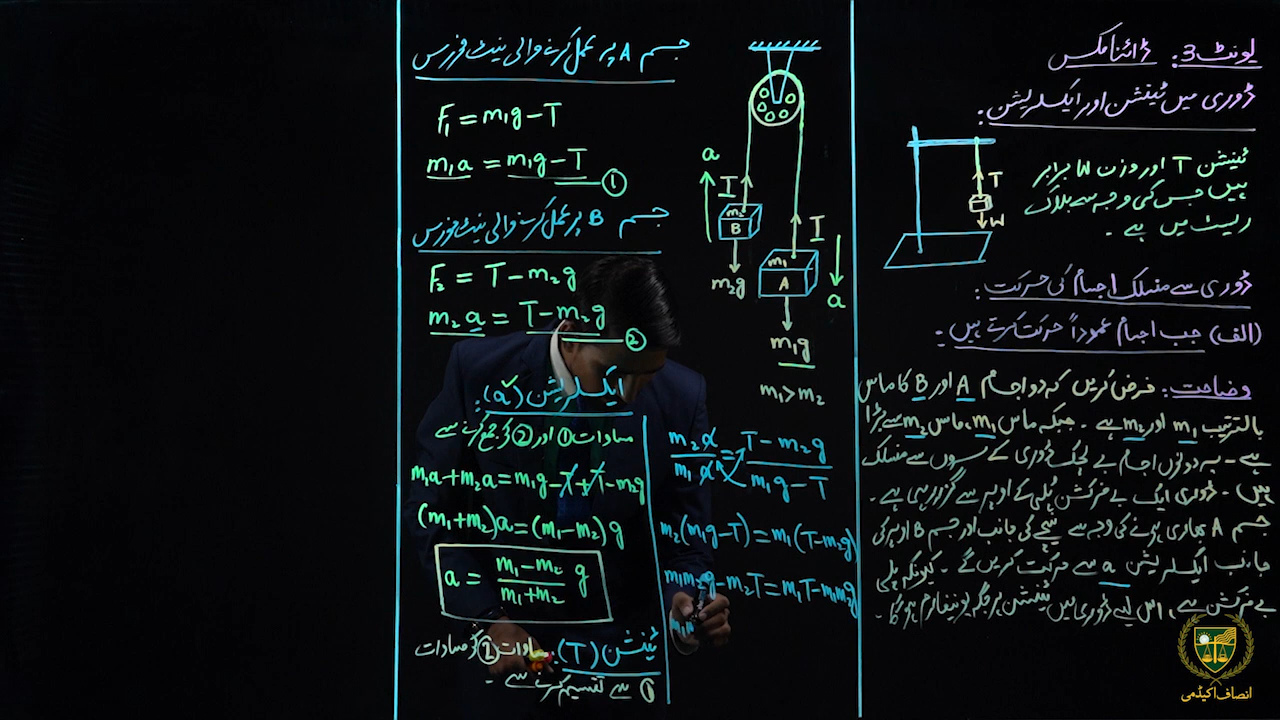 یونٹ 3: ڈائنامکس
ڈوری میں ٹینشن اور ایکسلریشن:
ٹینشن T اور وزن W برابر
ہیں جس کی وجہ سے بلاک
ریسٹ میں ہے۔
T
W
ڈوری سے منسلک اجسام کی حرکت:
(الف) جب اجسام عموداً حرکت کرتے ہیں:
وضاحت: فرض کریں کہ دو اجسام A اور B کا ماس
بالترتیب m₁ اور m₂ ہے۔ جبکہ ماس m₁، ماس m₂ سے بڑا
ہے۔ یہ دونوں اجسام بے لچک ڈوری کے سروں سے منسلک
ہیں۔ ڈوری ایک بے فرکشن پُلی کے اوپر سے گزر رہی ہے۔
جسم A بھاری ہونے کی وجہ سے نیچے کی جانب اور جسم B اوپر کی
جانب ایکسلریشن a سے حرکت کریں گے۔ کیونکہ پلی
بے فرکشن ہے، اس لیے ڈوری میں ٹینشن ہر جگہ یونیفارم ہو گا۔
a
T
m₂
B
m₂g
T
m₁
A
a
m₁g
m₁>m₂
جسم A پر عمل کرنے والی نیٹ فورس
F₁ = m₁g − T
m₁a = m₁g − T —— ①
جسم B پر عمل کرنے والی نیٹ فورس
F₂ = T − m₂g
m₂a = T − m₂g —— ②
ایکسلریشن (a):
مساوات ① اور ② کو جمع کرنے سے
m₁a + m₂a = m₁g − T + T − m₂g
(m₁+m₂)a = (m₁−m₂)g
a = (m₁−m₂)/(m₁+m₂) g
ٹینشن (T): مساوات ② کو مساوات
① سے تقسیم کرنے سے۔
m₂a/m₁a = (T − m₂g)/(m₁g − T)
m₂(m₁g−T) = m₁(T−m₂g)
m₁m₂g − m₂T = m₁T − m₁m₂g
انصاف اکیڈمی